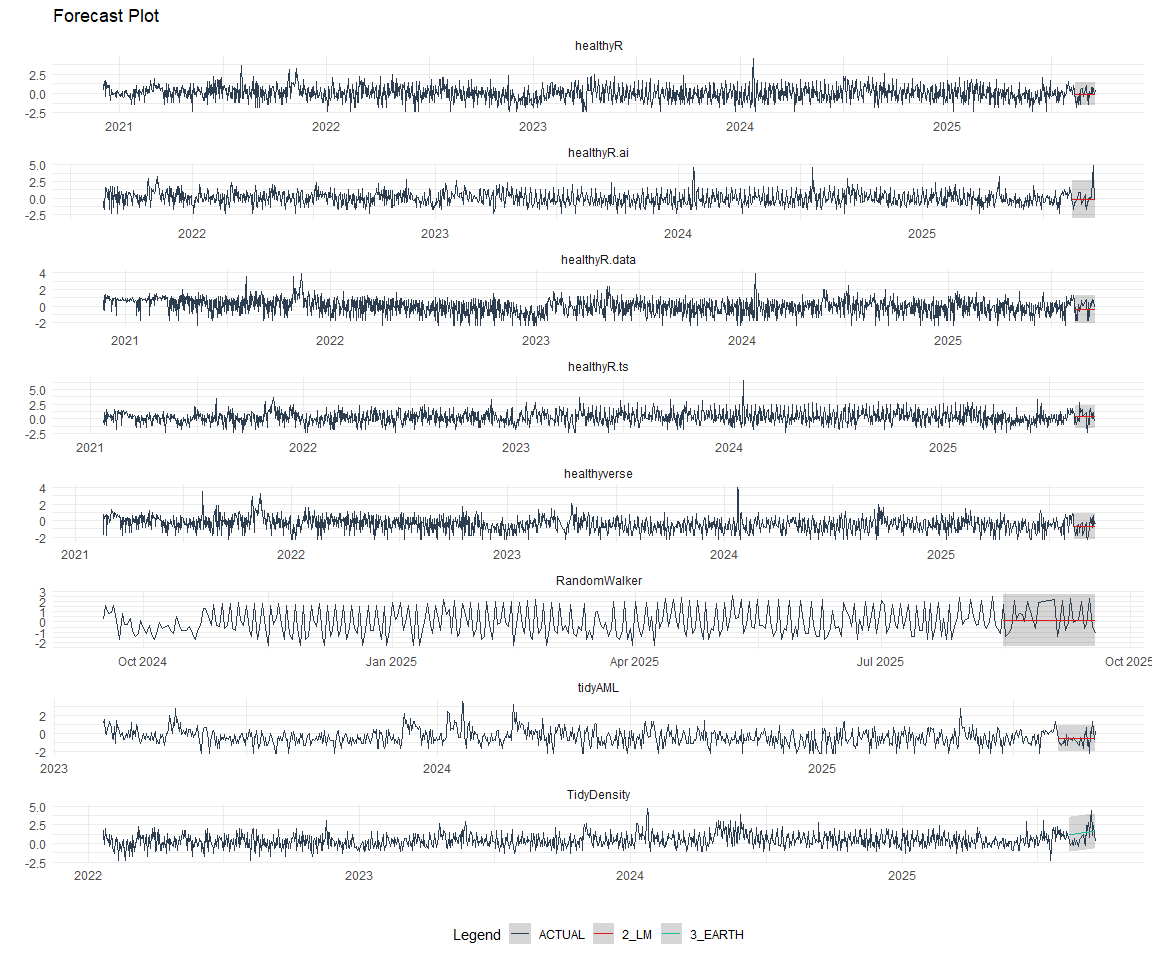 Forecast Plot
healthyR
2.5
0.0
-2.5
2021 2022 2023 2024 2025
healthyR.ai
5.0
2.5
0.0
-2.5
2022 2023 2024 2025
healthyR.data
4
2
0
-2
2021 2022 2023 2024 2025
healthyR.ts
5.0
2.5
0.0
-2.5
2021 2022 2023 2024 2025
healthyverse
4
2
0
-2
2021 2022 2023 2024 2025
RandomWalker
3
2
1
0
-1
-2
Oct 2024 Jan 2025 Apr 2025 Jul 2025 Oct 2025
tidyAML
2
0
-2
2023 2024 2025
TidyDensity
5.0
2.5
0.0
-2.5
2022 2023 2024 2025
Legend ACTUAL 2_LM 3_EARTH